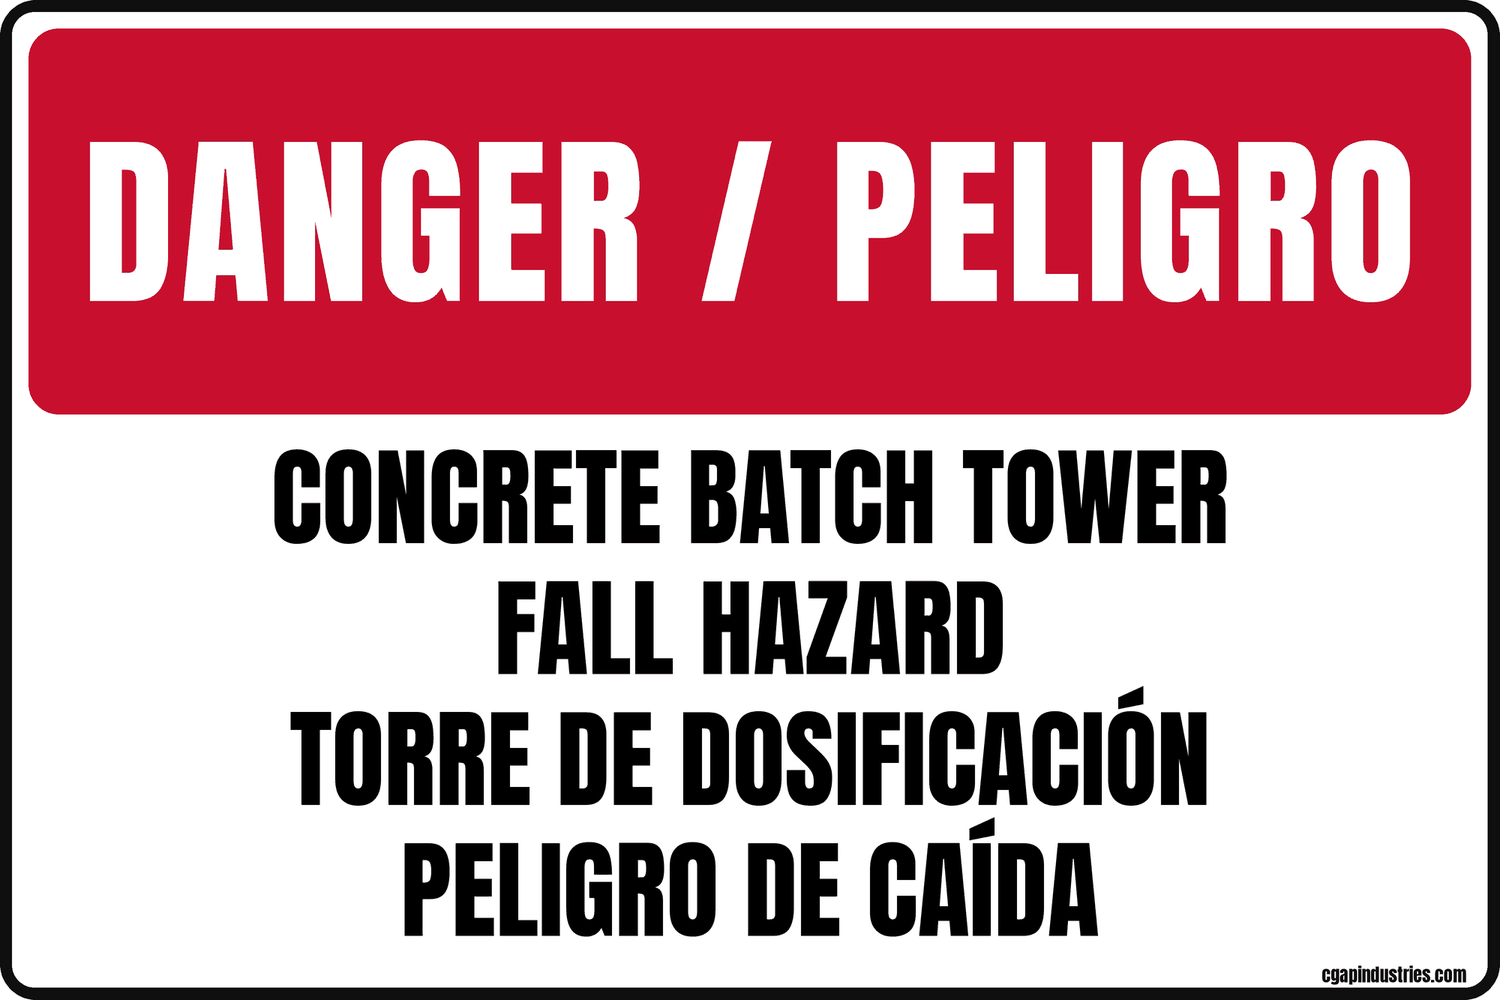 DANGER / PELIGRO
CONCRETE BATCH TOWER
FALL HAZARD
TORRE DE DOSIFICACIÓN
PELIGRO DE CAÍDA
cgapindustries.com